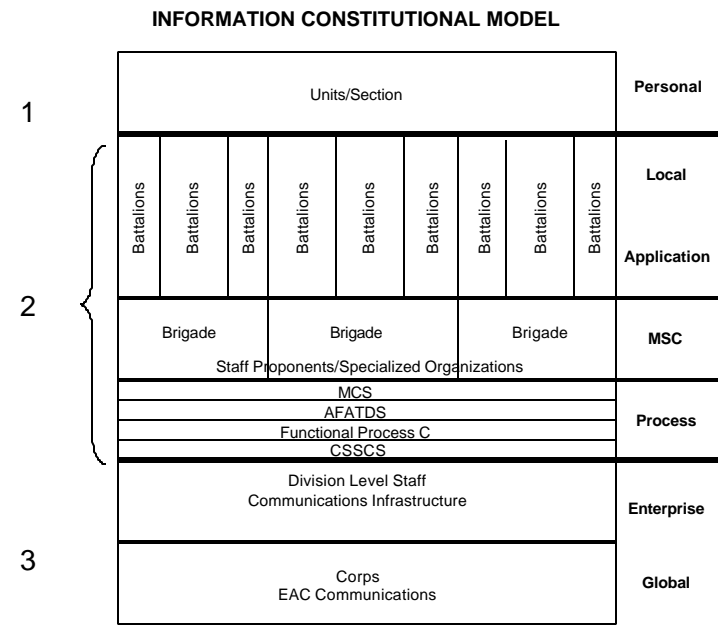 INFORMATION CONSTITUTIONAL MODEL
1
Units/Section
Personal
2
Battalions
Battalions
Battalions
Battalions
Battalions
Battalions
Battalions
Battalions
Battalions
Local
Application
Brigade
Brigade
Brigade
MSC
Staff Proponents/Specialized Organizations
MCS
AFATDS
Functional Process C
CSSCS
Process
3
Division Level Staff
Communications Infrastructure
Enterprise
Corps
EAC Communications
Global